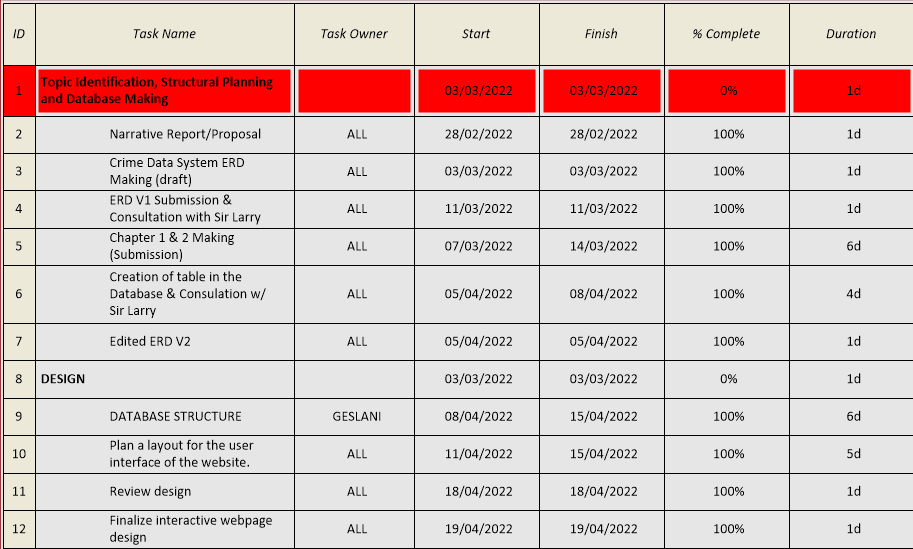 ID Task Name Task Owner Start Finish % Complete Duration
1 Topic Identification, Structural Planning and Database Making 03/03/2022 03/03/2022 0% 1d
2 Narrative Report/Proposal ALL 28/02/2022 28/02/2022 100% 1d
3 Crime Data System ERD Making (draft) ALL 03/03/2022 03/03/2022 100% 1d
4 ERD V1 Submission & Consultation with Sir Larry ALL 11/03/2022 11/03/2022 100% 1d
5 Chapter 1 & 2 Making (Submission) ALL 07/03/2022 14/03/2022 100% 6d
6 Creation of table in the Database & Consulation w/ Sir Larry ALL 05/04/2022 08/04/2022 100% 4d
7 Edited ERD V2 ALL 05/04/2022 05/04/2022 100% 1d
8 DESIGN 03/03/2022 03/03/2022 0% 1d
9 DATABASE STRUCTURE GESLANI 08/04/2022 15/04/2022 100% 6d
10 Plan a layout for the user interface of the website. ALL 11/04/2022 15/04/2022 100% 5d
11 Review design ALL 18/04/2022 18/04/2022 100% 1d
12 Finalize interactive webpage design ALL 19/04/2022 19/04/2022 100% 1d